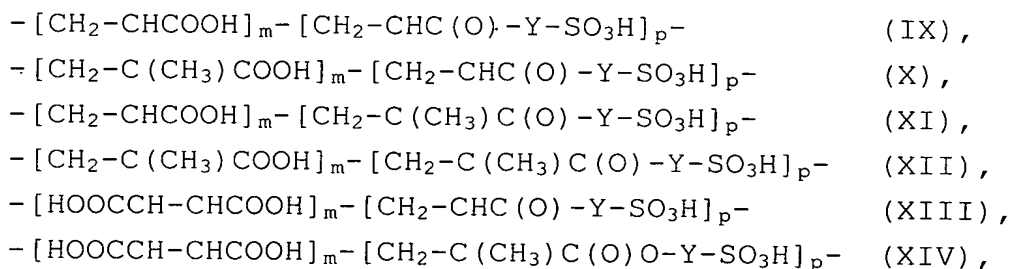 -[CH₂-CHCOOH]ₘ-[CH₂-CHC(O)-Y-SO₃H]ₚ- (IX),
-[CH₂-C(CH₃)COOH]ₘ-[CH₂-CHC(O)-Y-SO₃H]ₚ- (X),
-[CH₂-CHCOOH]ₘ-[CH₂-C(CH₃)C(O)-Y-SO₃H]ₚ- (XI),
-[CH₂-C(CH₃)COOH]ₘ-[CH₂-C(CH₃)C(O)-Y-SO₃H]ₚ- (XII),
-[HOOCCH-CHCOOH]ₘ-[CH₂-CHC(O)-Y-SO₃H]ₚ- (XIII),
-[HOOCCH-CHCOOH]ₘ-[CH₂-C(CH₃)C(O)O-Y-SO₃H]ₚ- (XIV),